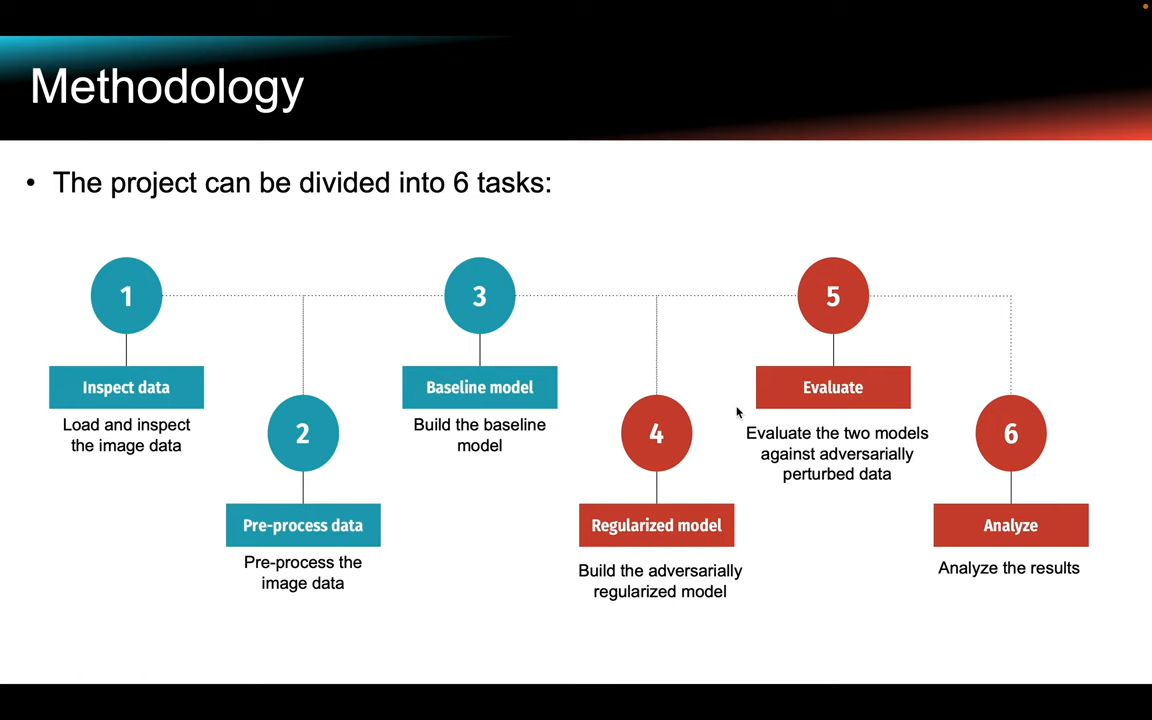 Methodology
• The project can be divided into 6 tasks:
1
Inspect data
Load and inspect
the image data
2
Pre-process data
Pre-process the
image data
3
Baseline model
Build the baseline
model
4
Regularized model
Build the adversarially
regularized model
5
Evaluate
Evaluate the two models
against adversarially
perturbed data
6
Analyze
Analyze the results